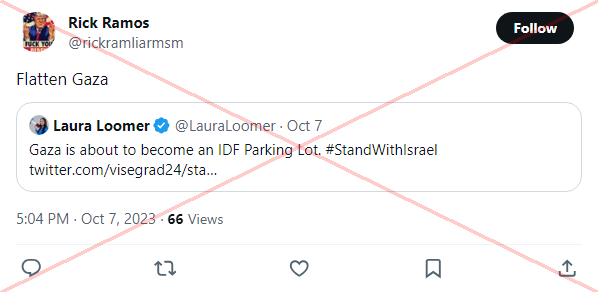 Rick Ramos
@rickramliarmsm
Follow
Flatten Gaza
Laura Loomer @LauraLoomer · Oct 7
Gaza is about to become an IDF Parking Lot. #StandWithIsrael
twitter.com/visegrad24/sta...
5:04 PM · Oct 7, 2023 · 66 Views